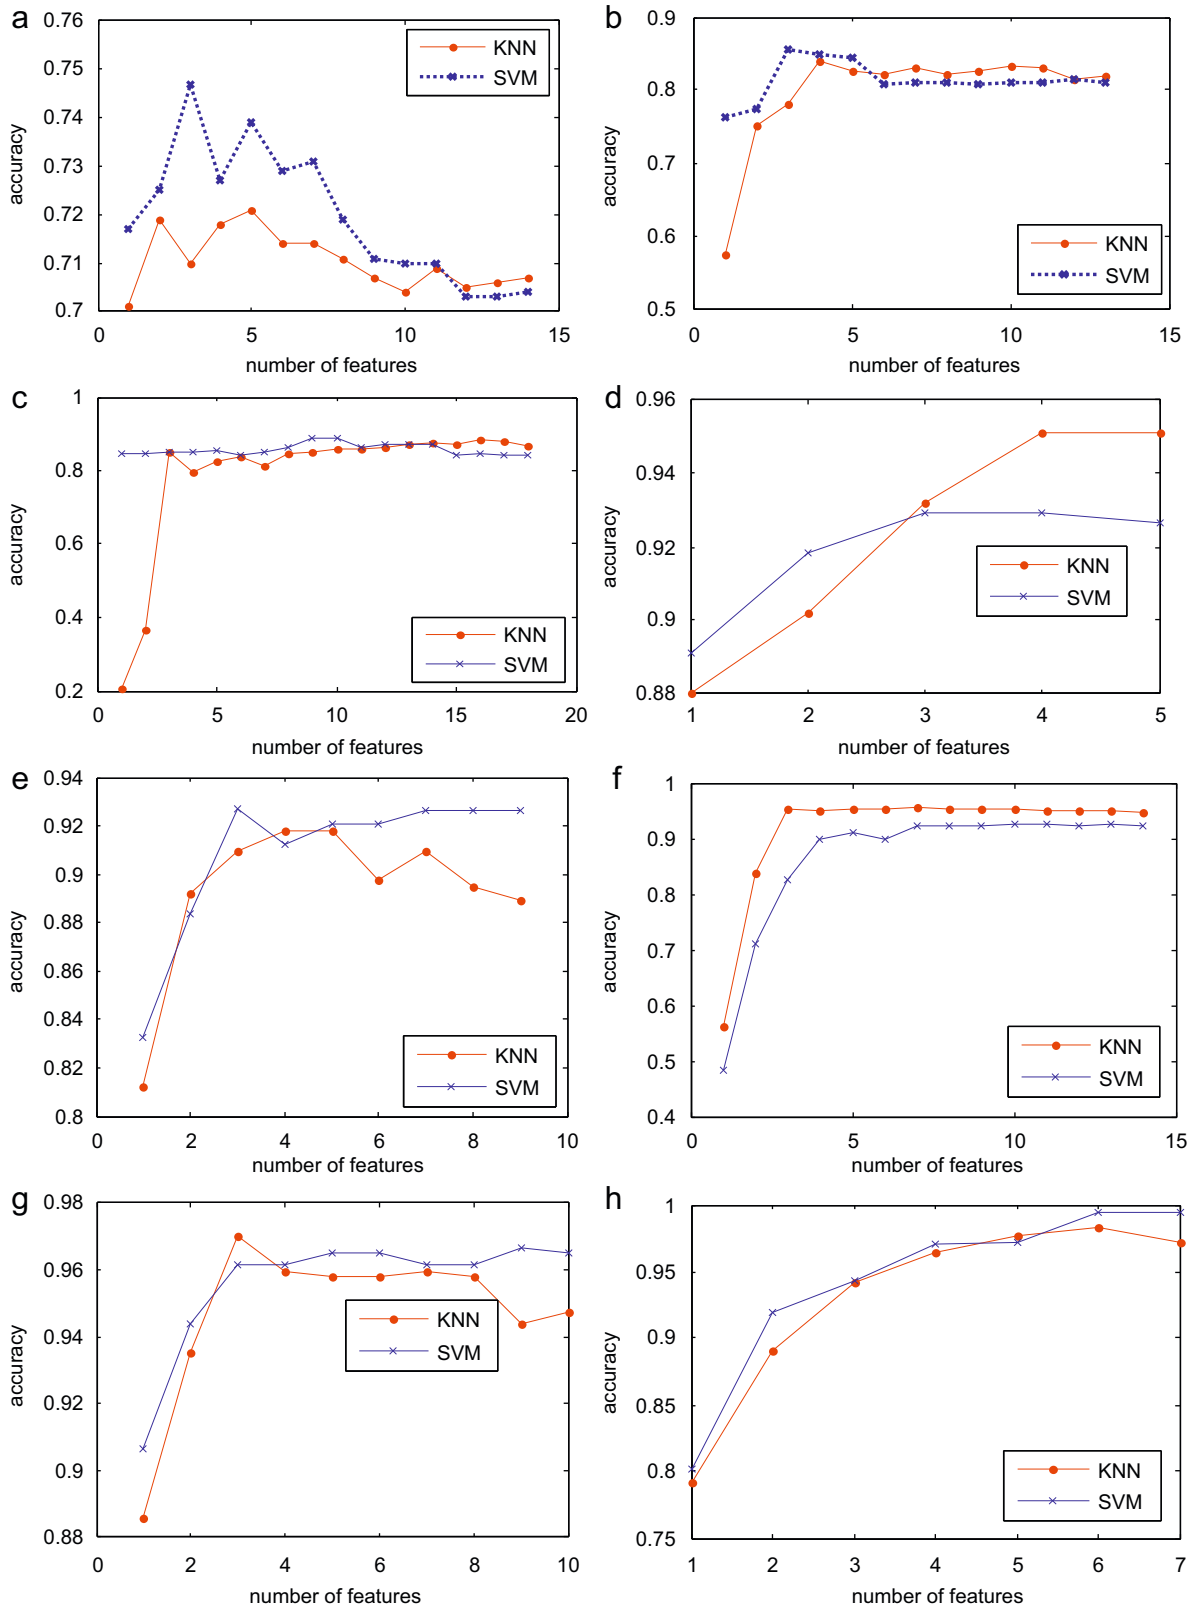 a
0.76
0.75
0.74
0.73
0.72
0.71
0.7
accuracy
KNN
SVM
0 5 10 15
number of features
b
0.9
0.8
0.7
0.6
0.5
accuracy
KNN
SVM
0 5 10 15
number of features
c
1
0.8
0.6
0.4
0.2
accuracy
KNN
SVM
0 5 10 15 20
number of features
d
0.96
0.94
0.92
0.9
0.88
accuracy
KNN
SVM
1 2 3 4 5
number of features
e
0.94
0.92
0.9
0.88
0.86
0.84
0.82
0.8
accuracy
KNN
SVM
0 2 4 6 8 10
number of features
f
1
0.9
0.8
0.7
0.6
0.5
0.4
accuracy
KNN
SVM
0 5 10 15
number of features
g
0.98
0.96
0.94
0.92
0.9
0.88
accuracy
KNN
SVM
0 2 4 6 8 10
number of features
h
1
0.95
0.9
0.85
0.8
0.75
accuracy
KNN
SVM
1 2 3 4 5 6 7
number of features